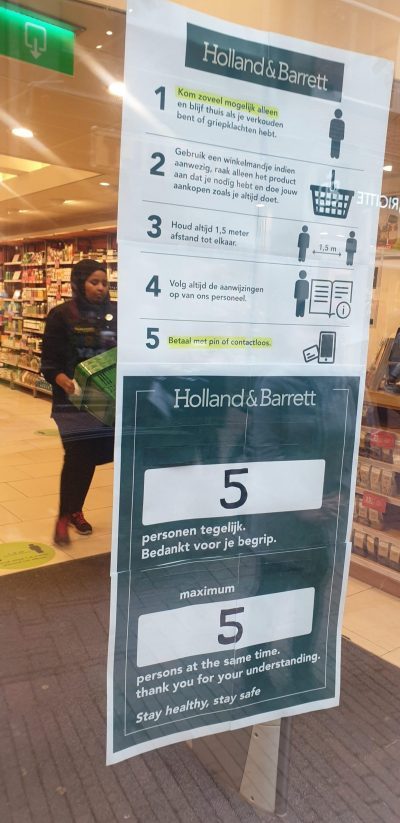 Holland & Barrett
1 Kom zoveel mogelijk alleen
en blijf thuis als je verkouden
bent of griepklachten hebt.
2 Gebruik een winkelmandje indien
aanwezig, raak alleen het product
aan dat je nodig hebt en doe jouw
aankopen zoals je altijd doet.
3 Houd altijd 1,5 meter
afstand tot elkaar.
1,5 m
4 Volg altijd de aanwijzingen
op van ons personeel.
5 Betaal met pin of contactloos.
Holland & Barrett
5
personen tegelijk.
Bedankt voor je begrip.
maximum
5
persons at the same time.
thank you for your understanding.
Stay healthy, stay safe